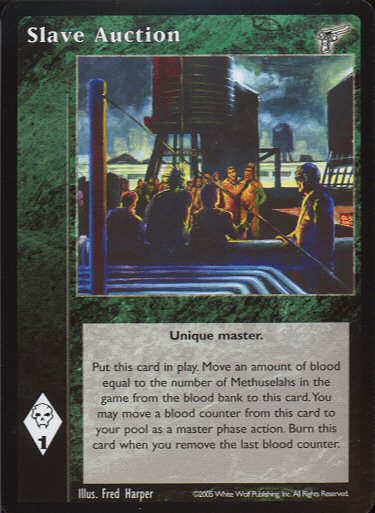 Slave Auction
Unique master.
Put this card in play. Move an amount of blood
equal to the number of Methuselahs in the
game from the blood bank to this card. You
may move a blood counter from this card to
your pool as a master phase action. Burn this
card when you remove the last blood counter.
1
Illus. Fred Harper
©2005 White Wolf Publishing, Inc. All Rights Reserved.